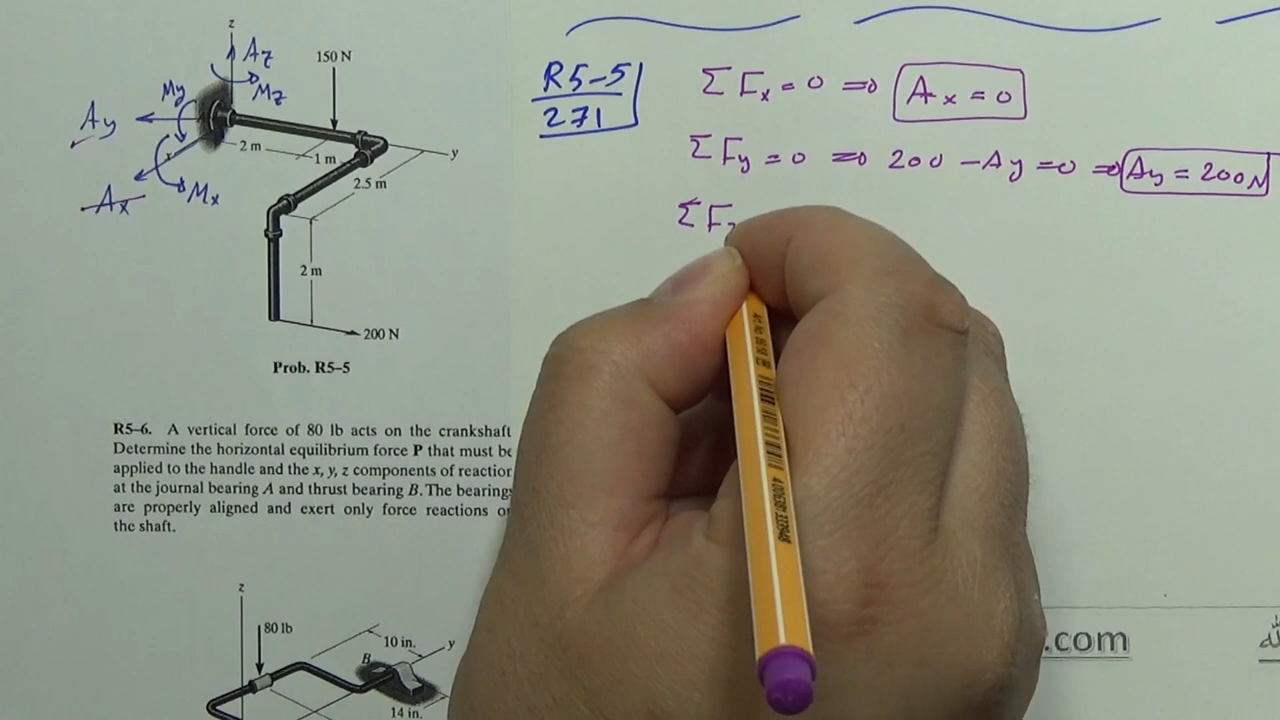 z
Az
150 N
Mz
My
Ay
2 m
1 m
y
x
2.5 m
Ax
Mx
2 m
200 N
Prob. R5–5
R5-5
271
ΣFx = 0 ⇒ Ax = 0
ΣFy = 0 ⇒ 200 - Ay = 0 ⇒ Ay = 200 N
ΣFz
R5–6. A vertical force of 80 lb acts on the crankshaft
Determine the horizontal equilibrium force P that must be
applied to the handle and the x, y, z components of reaction
at the journal bearing A and thrust bearing B. The bearings
are properly aligned and exert only force reactions on
the shaft.
z
80 lb
10 in.
y
B
14 in.
.com